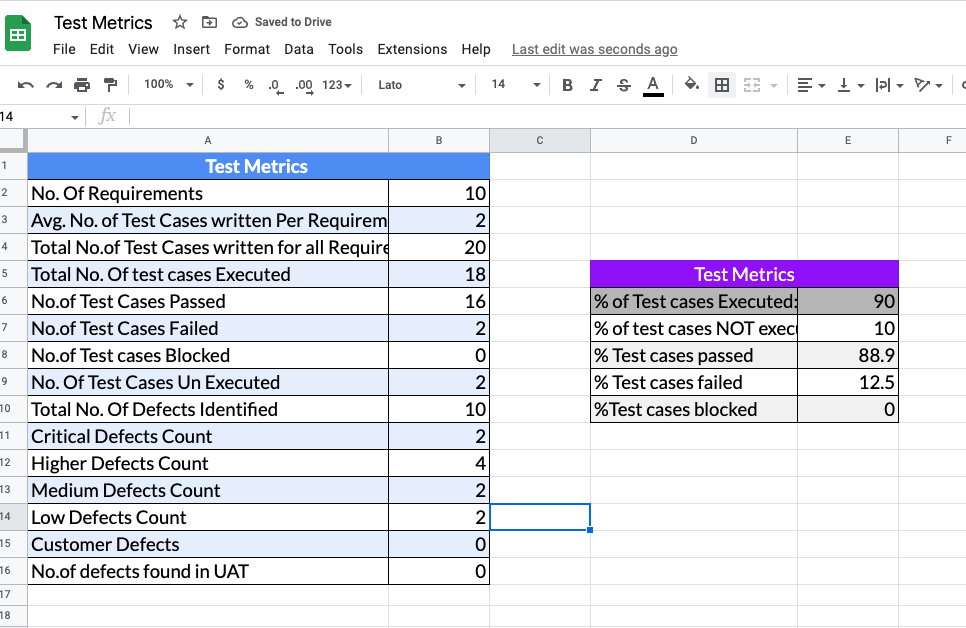 Test Metrics Saved to Drive
File Edit View Insert Format Data Tools Extensions Help Last edit was seconds ago
100% $ % .0 .00 123 Lato 14 B I S A
14 fx
A B C D E F
1 Test Metrics
2 No. Of Requirements 10
3 Avg. No. of Test Cases written Per Requirem 2
4 Total No.of Test Cases written for all Require 20
5 Total No. Of test cases Executed 18 Test Metrics
6 No.of Test Cases Passed 16 % of Test cases Executed: 90
7 No.of Test Cases Failed 2 % of test cases NOT execu 10
8 No.of Test cases Blocked 0 % Test cases passed 88.9
9 No. Of Test Cases Un Executed 2 % Test cases failed 12.5
10 Total No. Of Defects Identified 10 %Test cases blocked 0
11 Critical Defects Count 2
12 Higher Defects Count 4
13 Medium Defects Count 2
14 Low Defects Count 2
15 Customer Defects 0
16 No.of defects found in UAT 0
17
18